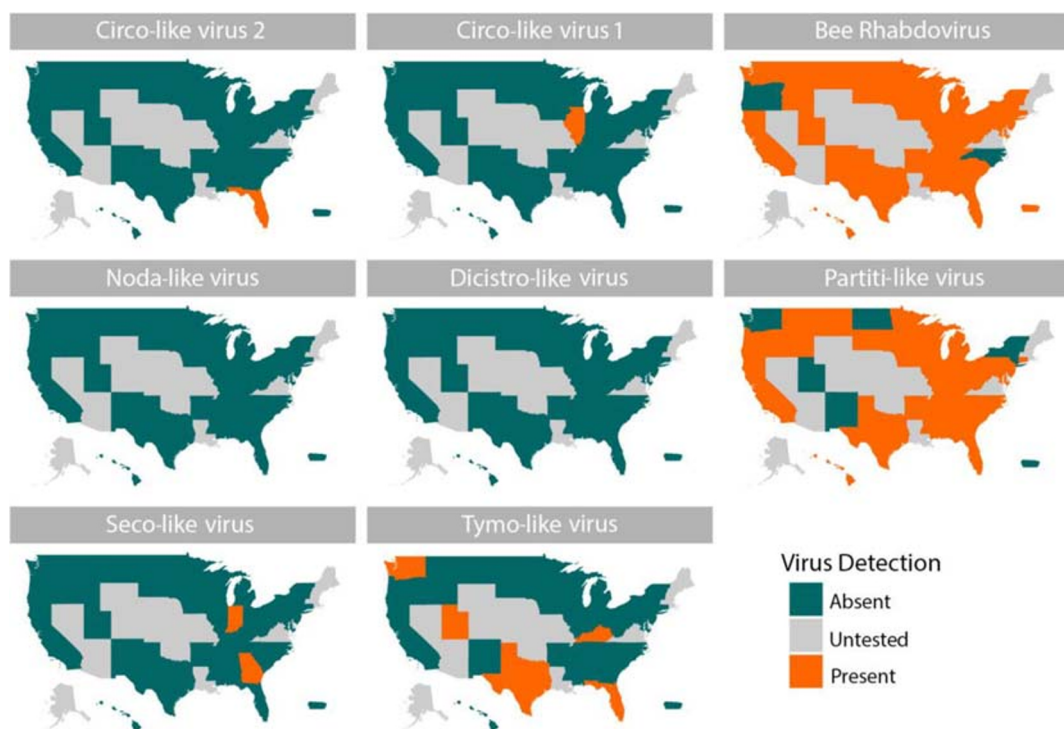 Circo-like virus 2
Circo-like virus 1
Bee Rhabdovirus
Noda-like virus
Dicistro-like virus
Partiti-like virus
Seco-like virus
Tymo-like virus
Virus Detection
Absent
Untested
Present